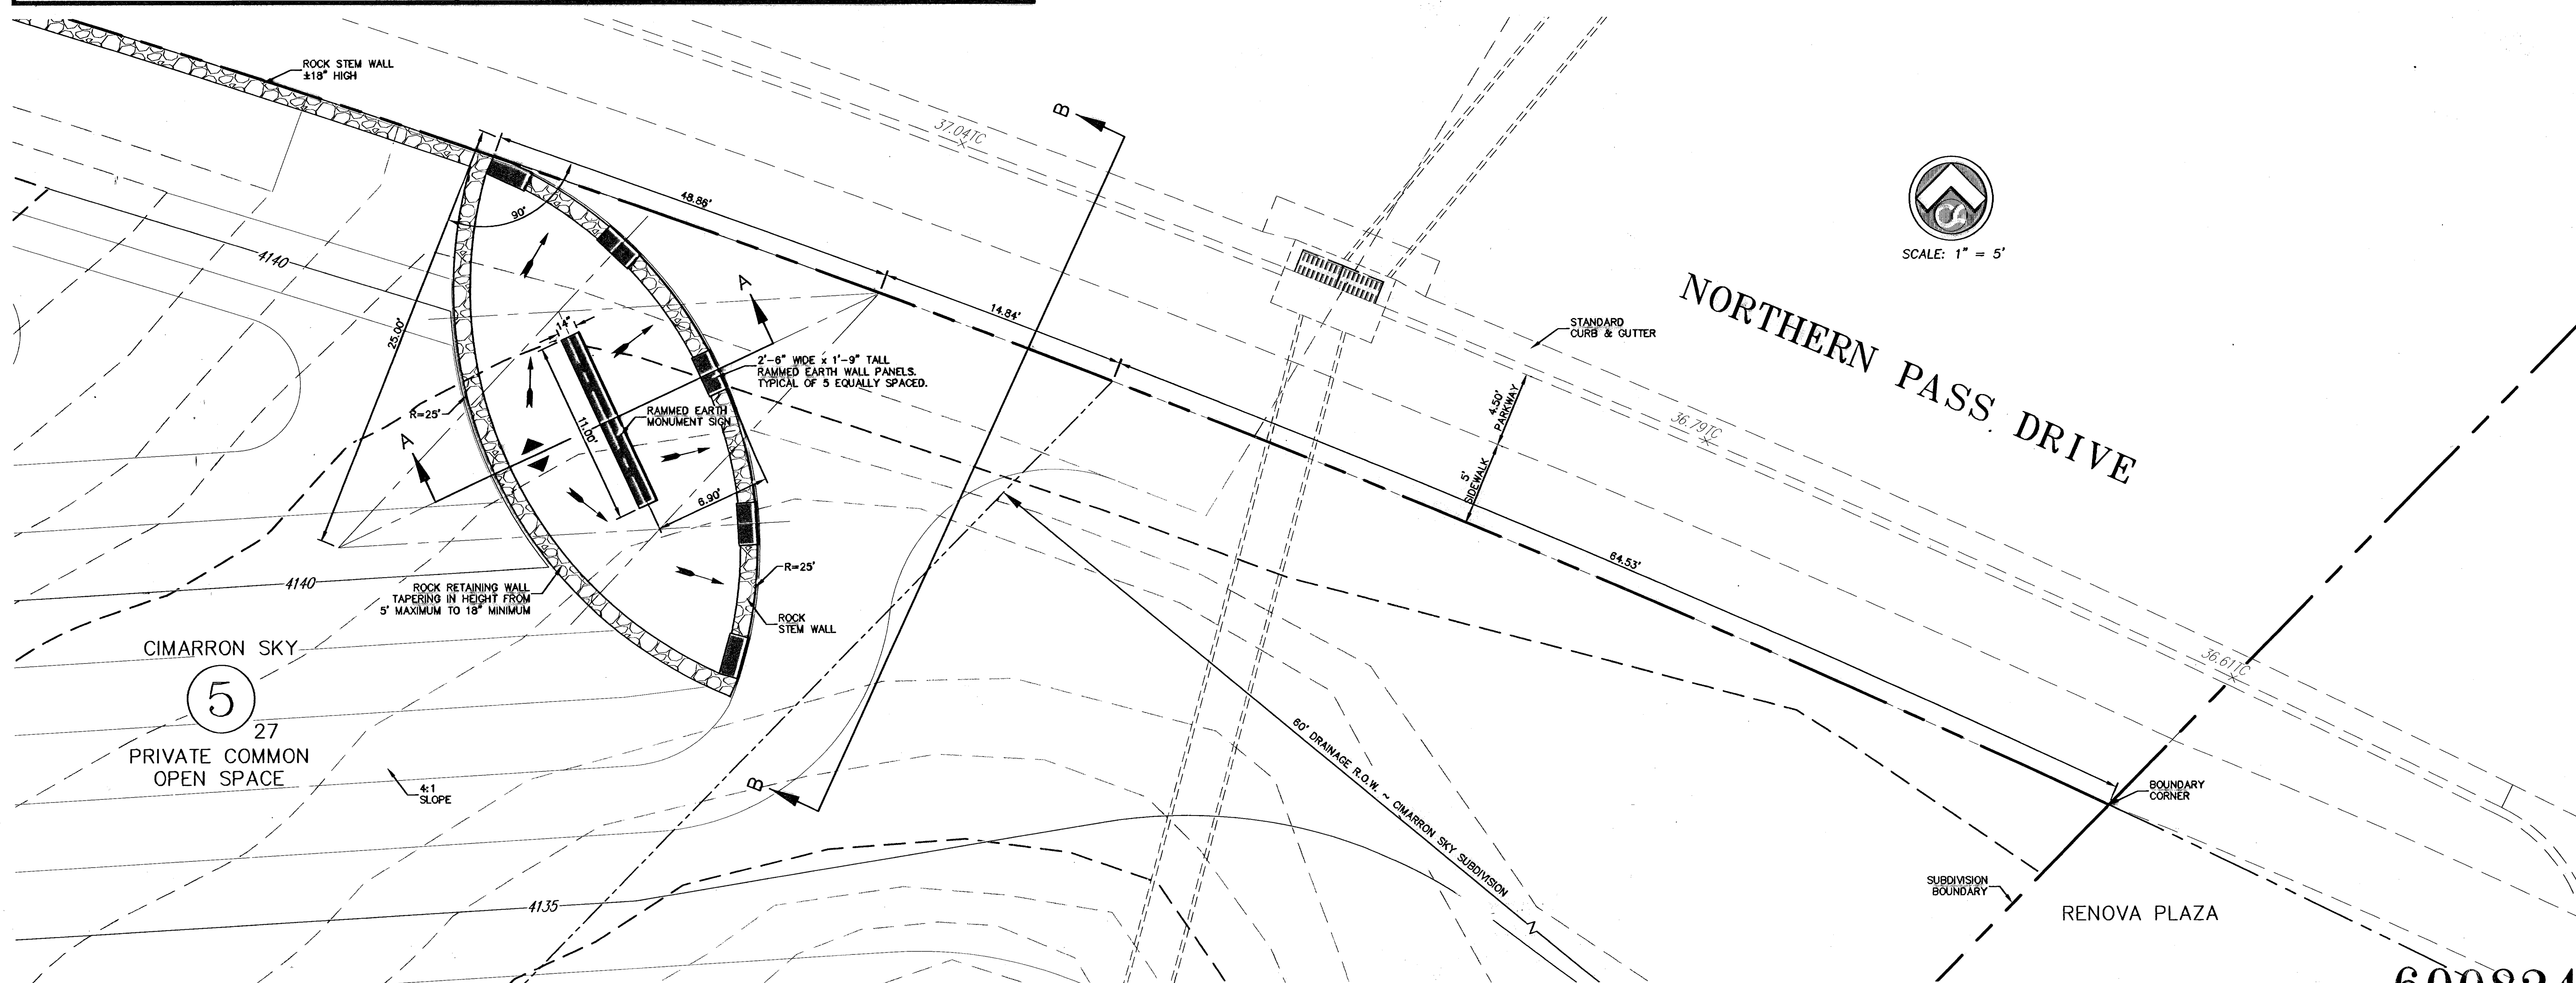 ROCK STEM WALL
±18" HIGH
37.04TC
B
48.86'
90°
SCALE: 1" = 5'
4140
25.00'
A
14"
14.84'
STANDARD
CURB & GUTTER
NORTHERN PASS DRIVE
2'-6" WIDE x 1'-9" TALL
RAMMED EARTH WALL PANELS.
TYPICAL OF 5 EQUALLY SPACED.
R=25'
RAMMED EARTH
MONUMENT SIGN
11.00'
A
4.50'
PARKWAY
5'
SIDEWALK
36.79TC
6.90'
64.53'
4140
ROCK RETAINING WALL
TAPERING IN HEIGHT FROM
5' MAXIMUM TO 18" MINIMUM
R=25'
ROCK
STEM WALL
CIMARRON SKY
5
27
PRIVATE COMMON
OPEN SPACE
4:1
SLOPE
B
36.61TC
60' DRAINAGE R.O.W. ~ CIMARRON SKY SUBDIVISION
BOUNDARY
CORNER
4135
SUBDIVISION
BOUNDARY
RENOVA PLAZA